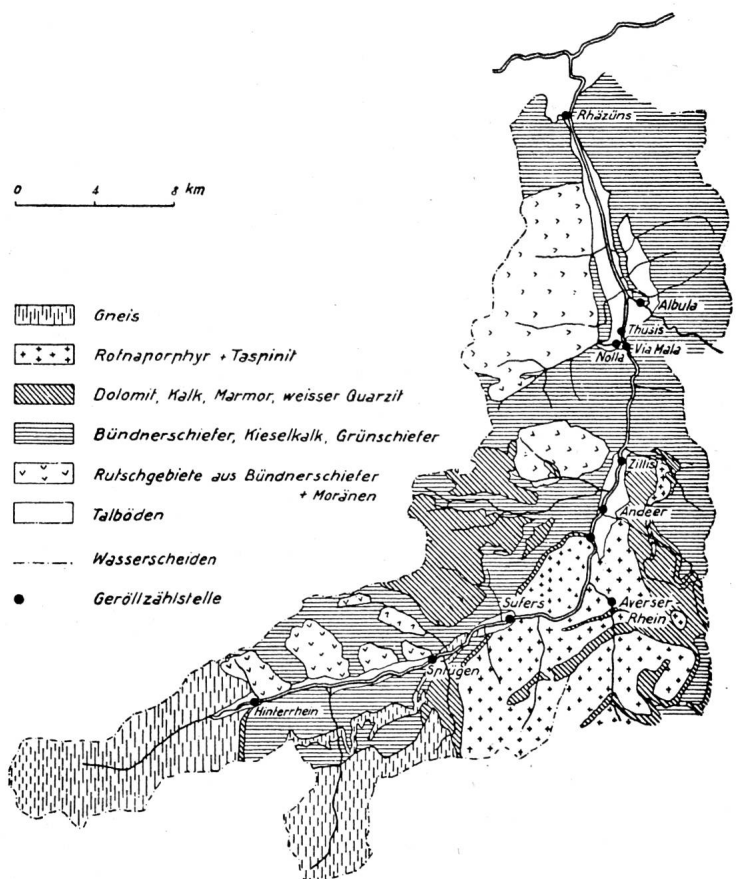 0 4 8 km
Gneis
Rofnaporphyr + Taspinit
Dolomit, Kalk, Marmor, weisser Quarzit
Bündnerschiefer, Kieselkalk, Grünschiefer
Rutschgebiete aus Bündnerschiefer
+ Moränen
Talböden
Wasserscheiden
Geröllzählstelle
Rhäzüns
Albula
Thusis
Via Mala
Nolla
Zillis
Andeer
Sufers
Averser
Rhein
Splügen
Hinterrhein